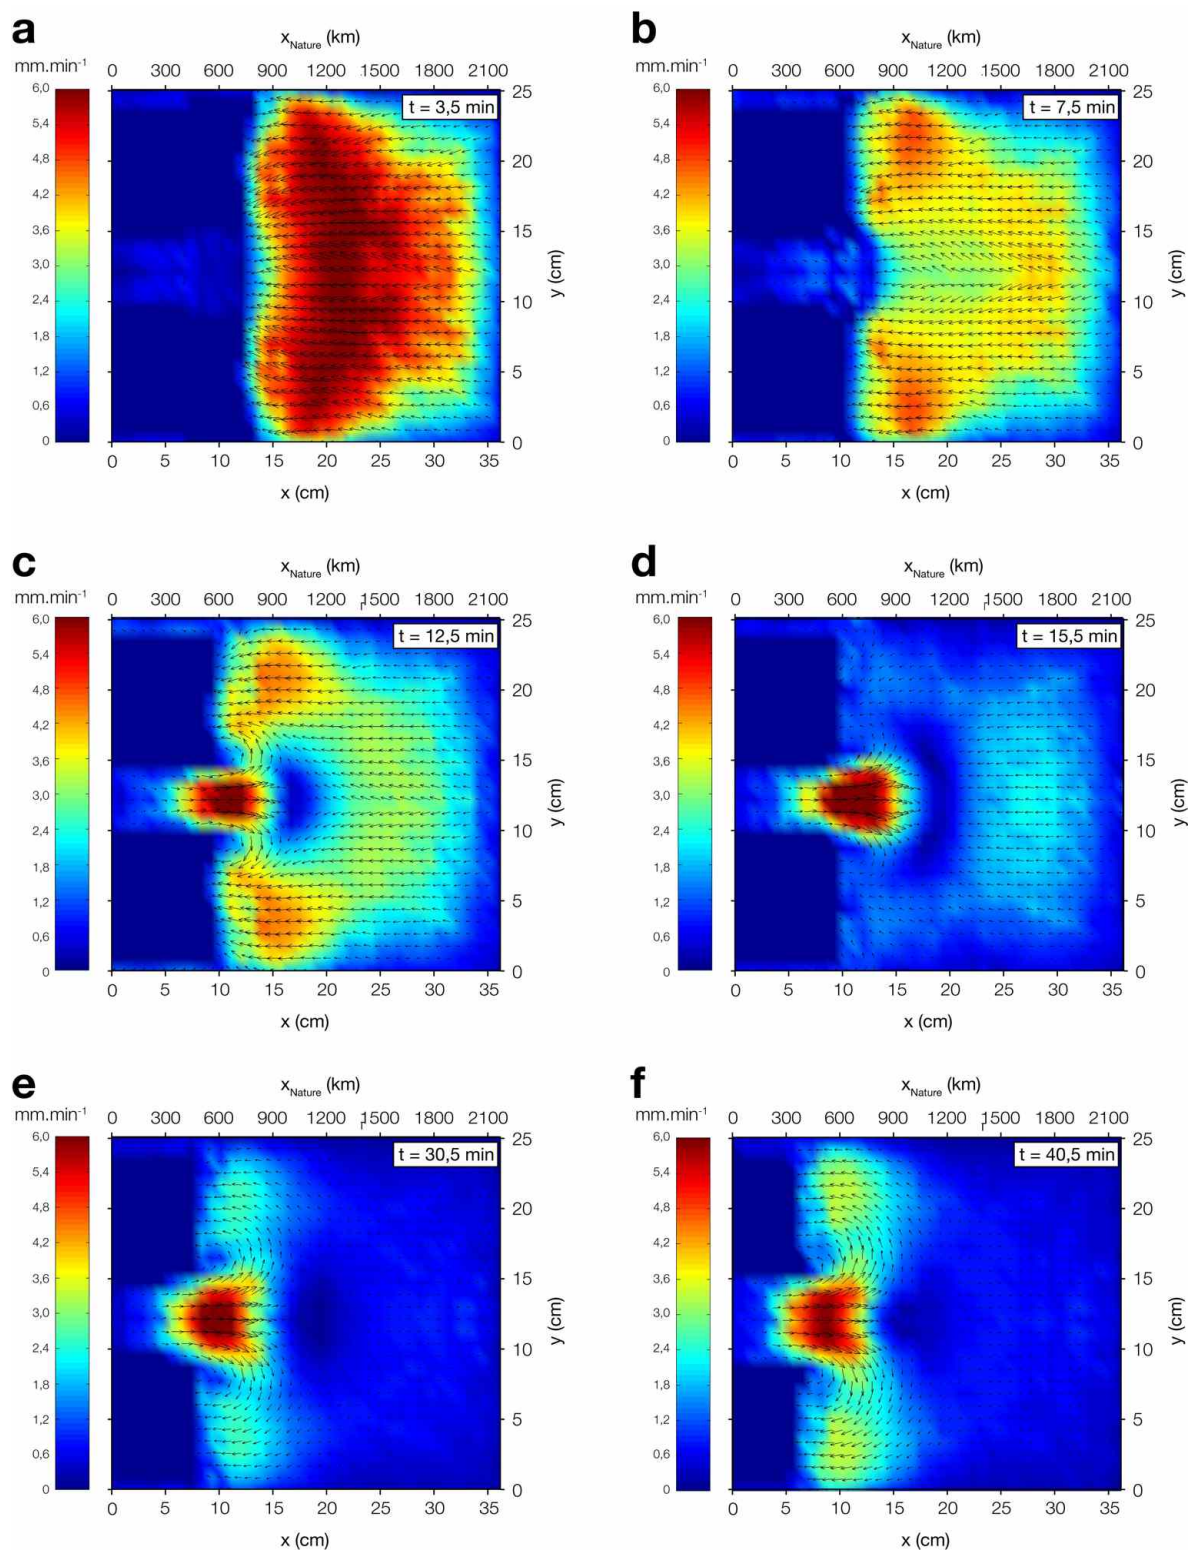 a
x_Nature (km)
mm.min⁻¹ 0 300 600 900 1200 1500 1800 2100
6,0 5,4 4,8 4,2 3,6 3,0 2,4 1,8 1,2 0,6 0
t = 3,5 min
25 20 15 10 5 0
y (cm)
0 5 10 15 20 25 30 35
x (cm)
b
x_Nature (km)
mm.min⁻¹ 0 300 600 900 1200 1500 1800 2100
6,0 5,4 4,8 4,2 3,6 3,0 2,4 1,8 1,2 0,6 0
t = 7,5 min
25 20 15 10 5 0
y (cm)
0 5 10 15 20 25 30 35
x (cm)
c
x_Nature (km)
mm.min⁻¹ 0 300 600 900 1200 1500 1800 2100
6,0 5,4 4,8 4,2 3,6 3,0 2,4 1,8 1,2 0,6 0
t = 12,5 min
25 20 15 10 5 0
y (cm)
0 5 10 15 20 25 30 35
x (cm)
d
x_Nature (km)
mm.min⁻¹ 0 300 600 900 1200 1500 1800 2100
6,0 5,4 4,8 4,2 3,6 3,0 2,4 1,8 1,2 0,6 0
t = 15,5 min
25 20 15 10 5 0
y (cm)
0 5 10 15 20 25 30 35
x (cm)
e
x_Nature (km)
mm.min⁻¹ 0 300 600 900 1200 1500 1800 2100
6,0 5,4 4,8 4,2 3,6 3,0 2,4 1,8 1,2 0,6 0
t = 30,5 min
25 20 15 10 5 0
y (cm)
0 5 10 15 20 25 30 35
x (cm)
f
x_Nature (km)
mm.min⁻¹ 0 300 600 900 1200 1500 1800 2100
6,0 5,4 4,8 4,2 3,6 3,0 2,4 1,8 1,2 0,6 0
t = 40,5 min
25 20 15 10 5 0
y (cm)
0 5 10 15 20 25 30 35
x (cm)